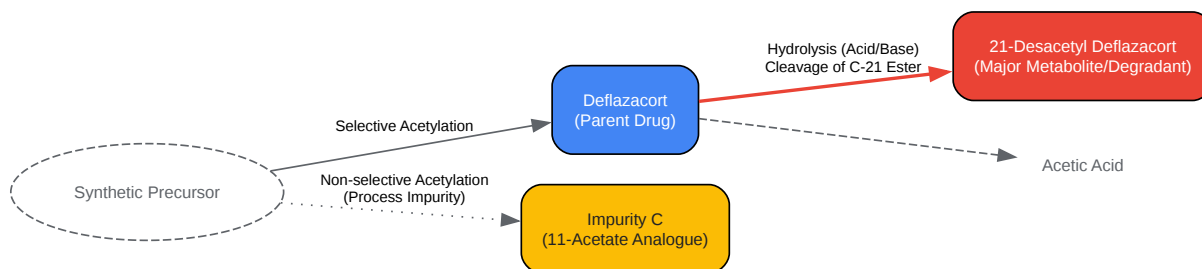 Synthetic Precursor
Selective Acetylation
Non-selective Acetylation
(Process Impurity)
Deflazacort
(Parent Drug)
Impurity C
(11-Acetate Analogue)
Hydrolysis (Acid/Base)
Cleavage of C-21 Ester
21-Desacetyl Deflazacort
(Major Metabolite/Degradant)
Acetic Acid